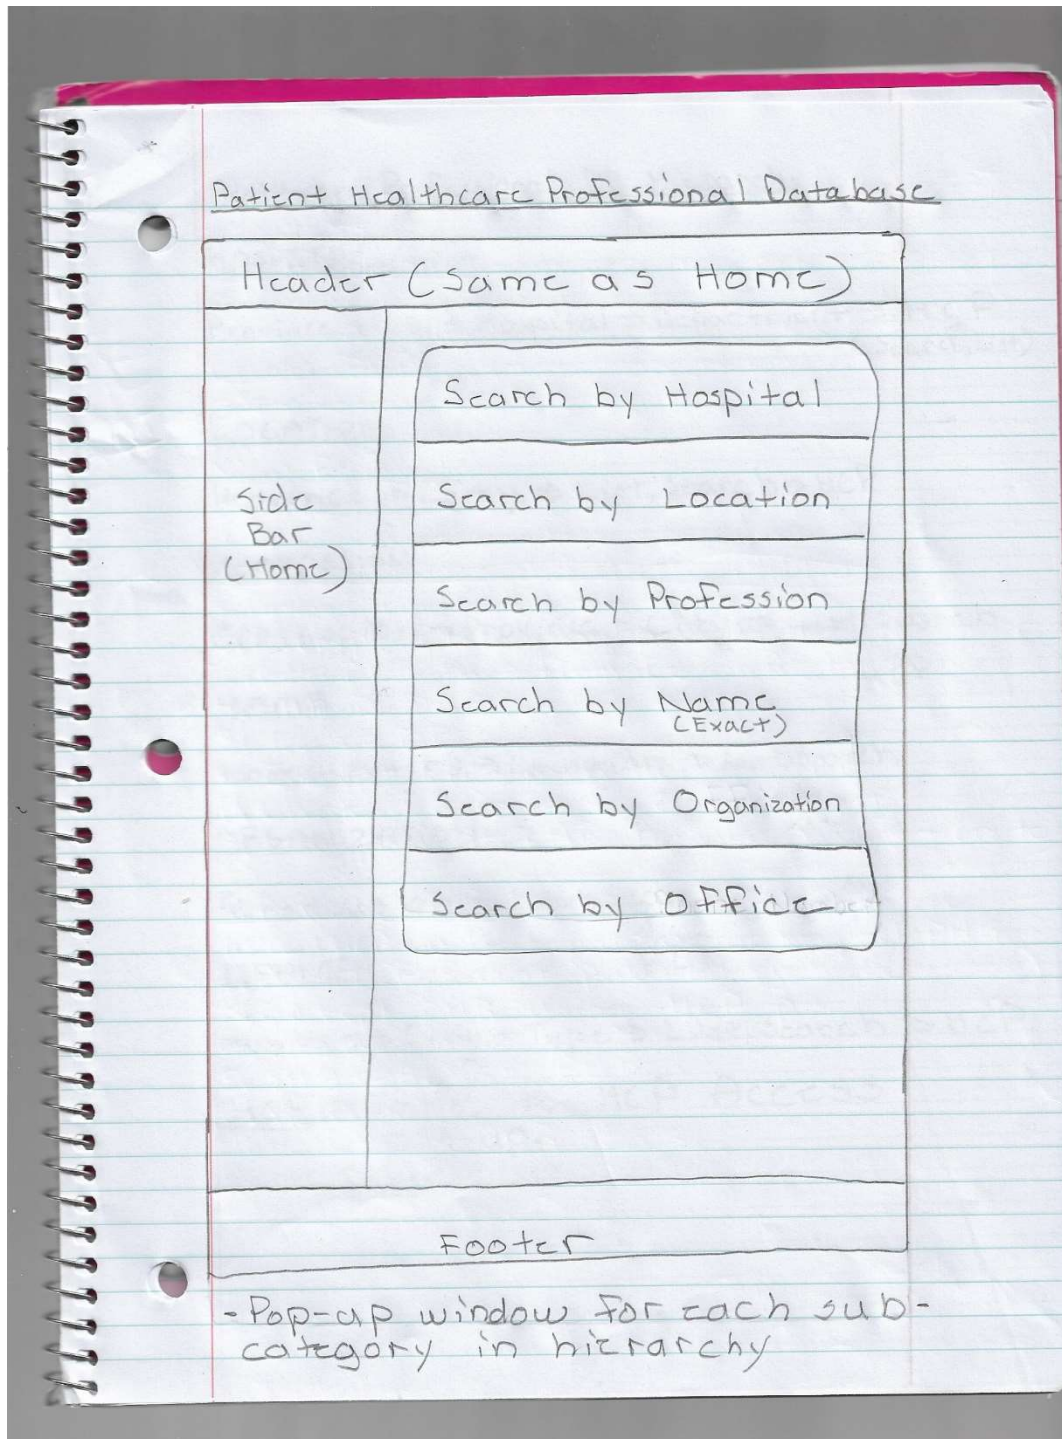 Patient Healthcare Professional Database
Header (Same as Home)
Search by Hospital
Search by Location
Side
Bar
(Home)
Search by Profession
Search by Name
(Exact)
Search by Organization
Search by Office
Footer
-Pop-up window for each sub-
category in hierarchy